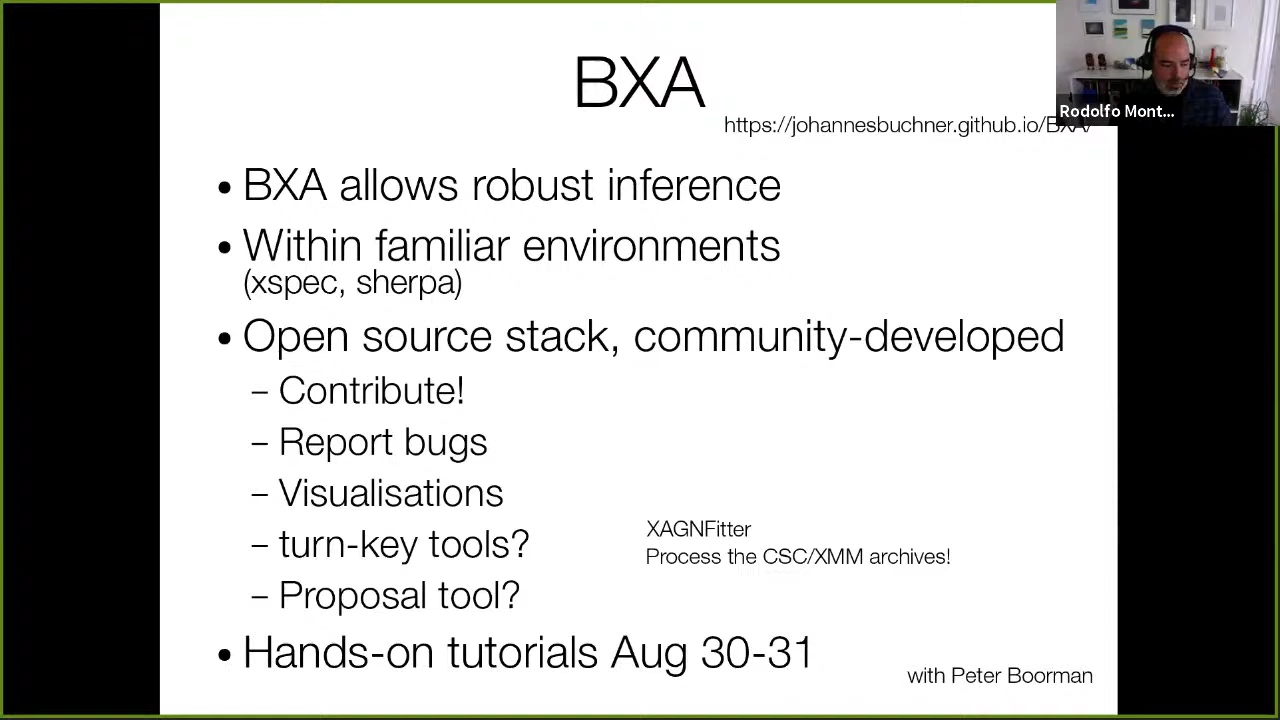 BXA
https://johannesbuchner.github.io/BXA/
Rodolfo Mont...
• BXA allows robust inference
• Within familiar environments
(xspec, sherpa)
• Open source stack, community-developed
– Contribute!
– Report bugs
– Visualisations
– turn-key tools?
XAGNFitter
Process the CSC/XMM archives!
– Proposal tool?
• Hands-on tutorials Aug 30-31
with Peter Boorman